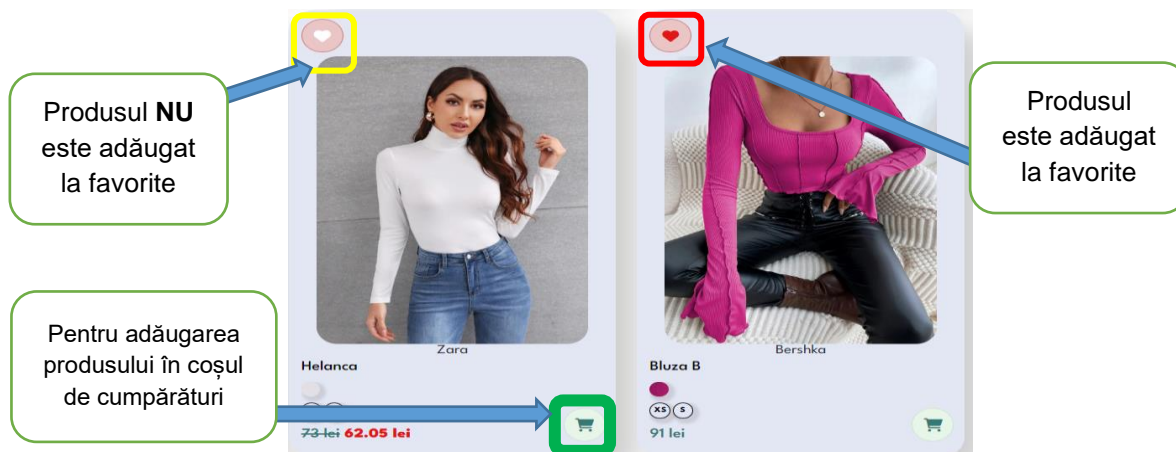 Produsul NU
este adăugat
la favorite
Produsul
este adăugat
la favorite
Pentru adăugarea
produsului în coșul
de cumpărături
Zara
Helanca
73 lei 62.05 lei
Bershka
Bluza B
XS S
91 lei